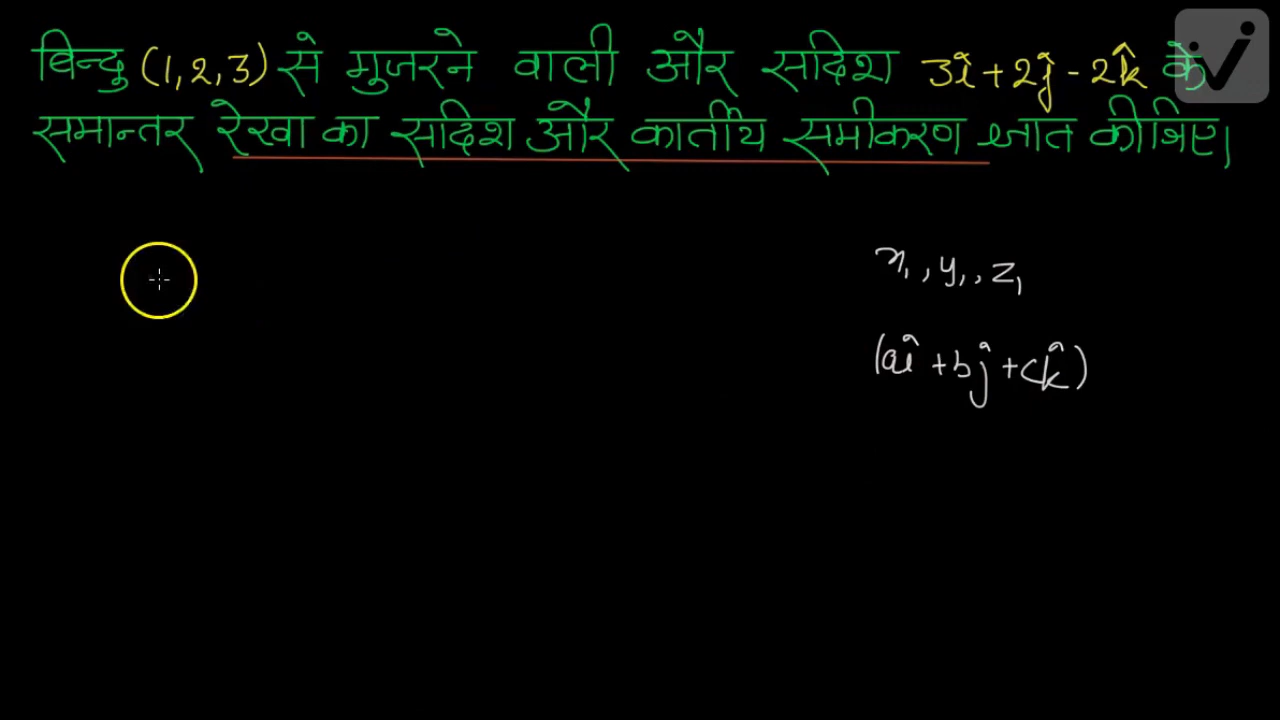 बिन्दु (1,2,3) से गुजरने वाली और सदिश 3î+2ĵ-2k̂ के
समान्तर रेखा का सदिश और कार्तीय समीकरण ज्ञात कीजिए।
x₁, y₁, z₁
(aî+bĵ+ck̂)